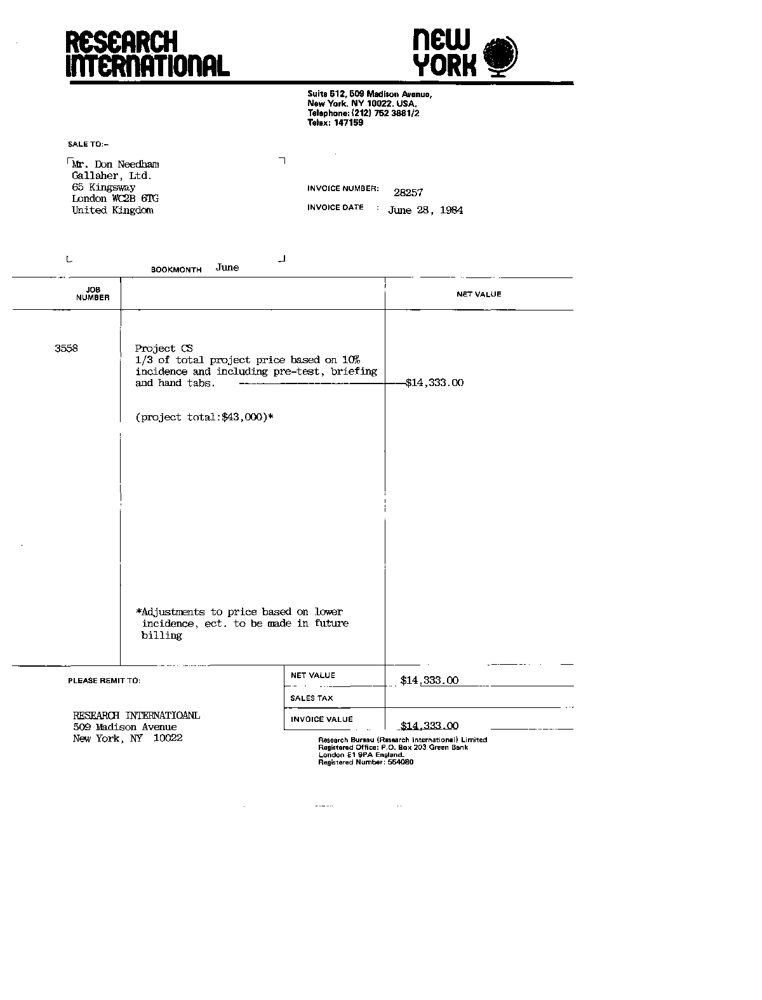 RESEARCH
INTERNATIONAL
NEW
YORK
Suite 512, 509 Madison Avenue,
New York, NY 10022, USA.
Telephone: (212) 752 3881/2
Telex: 147159
SALE TO:-
Mr. Don Needham
Gallaher, Ltd.
65 Kingsway
London WC2B 6TG
United Kingdom
INVOICE NUMBER: 28257
INVOICE DATE : June 28, 1984
BOOKMONTH June
JOB
NUMBER
NET VALUE
3558 Project CS
1/3 of total project price based on 10%
incidence and including pre-test, briefing
and hand tabs. $14,333.00
(project total:$43,000)*
*Adjustments to price based on lower
incidence, ect. to be made in future
billing
PLEASE REMIT TO:
NET VALUE $14,333.00
SALES TAX
RESEARCH INTERNATIOANL
509 Madison Avenue
New York, NY 10022
INVOICE VALUE $14,333.00
Research Bureau (Research International) Limited
Registered Office: P.O. Box 203 Green Bank
London E1 9PA England.
Registered Number: 554080